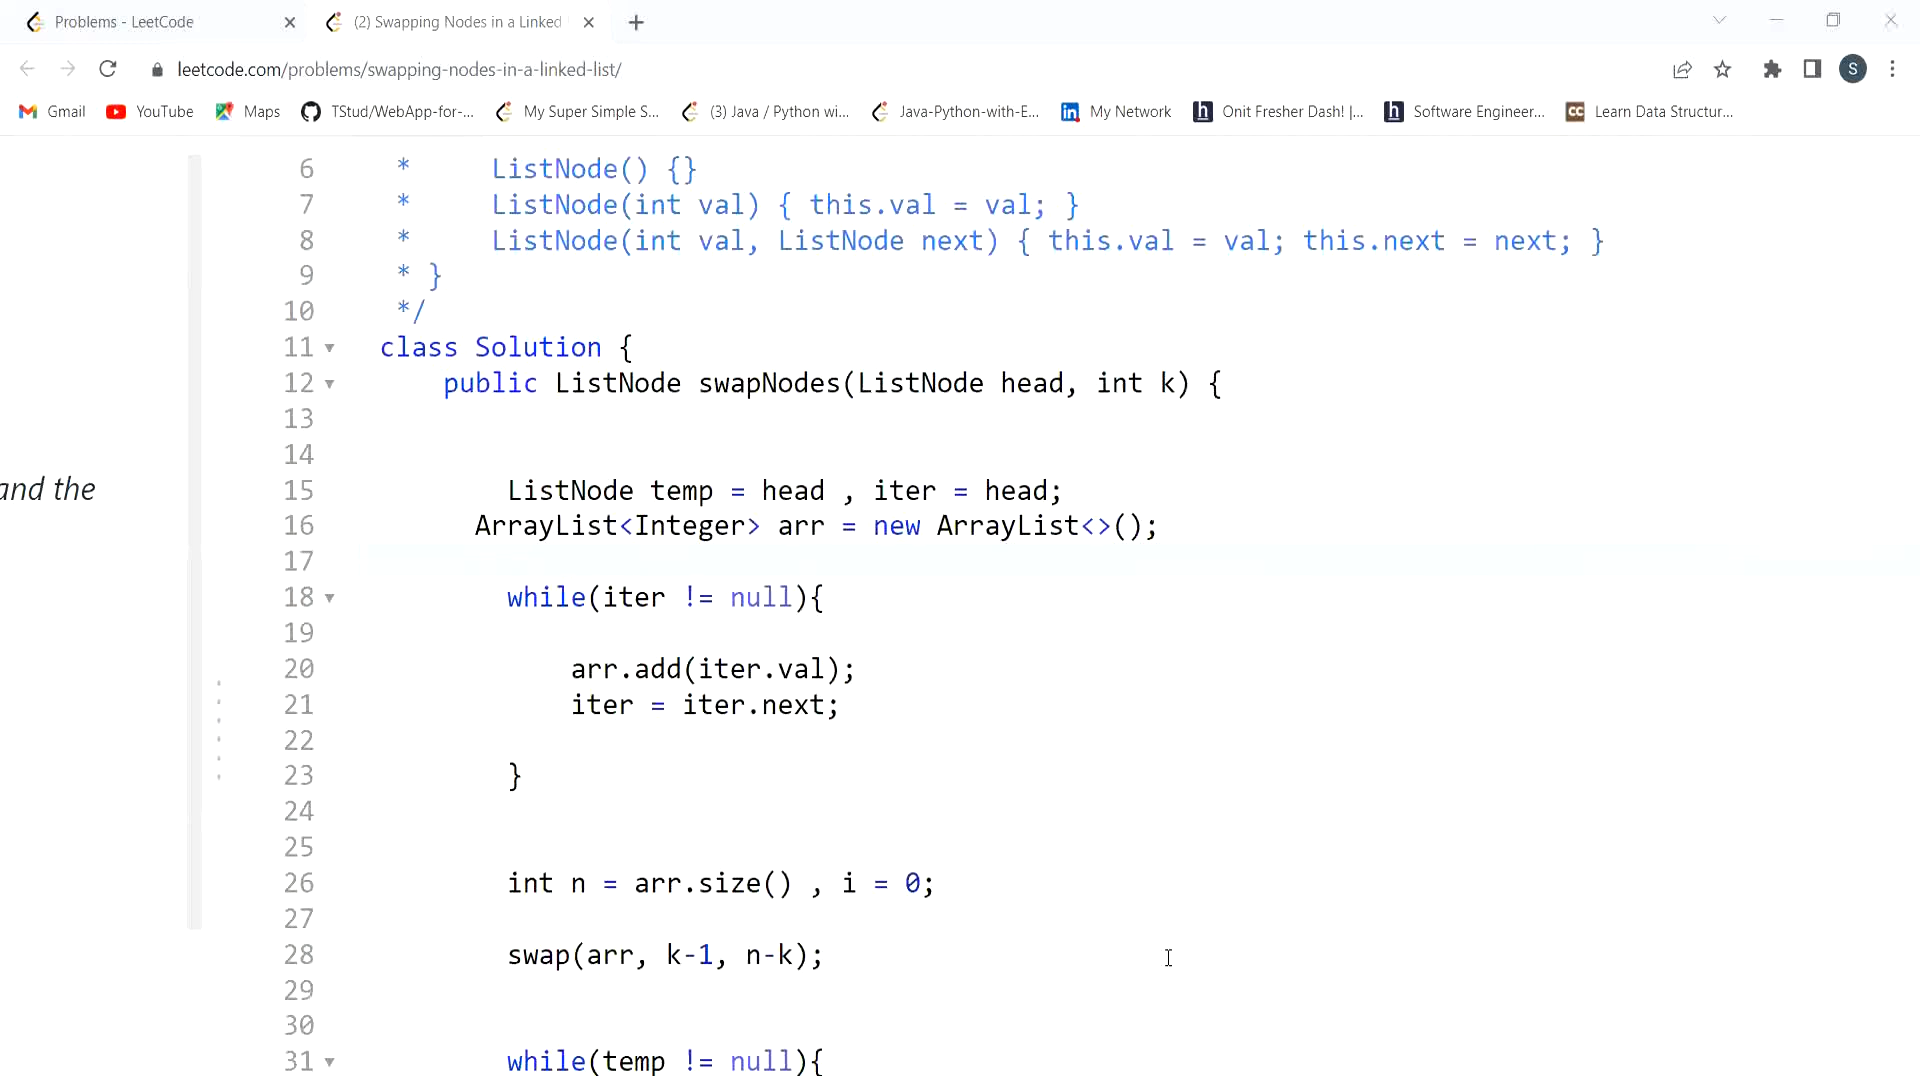 Problems - LeetCode
(2) Swapping Nodes in a Linked
leetcode.com/problems/swapping-nodes-in-a-linked-list/
S
Gmail
YouTube
Maps
TStud/WebApp-for-...
My Super Simple S...
(3) Java / Python wi...
Java-Python-with-E...
in My Network
h Onit Fresher Dash! |...
h Software Engineer...
CC Learn Data Structur...
and the
6 * ListNode() {}
7 * ListNode(int val) { this.val = val; }
8 * ListNode(int val, ListNode next) { this.val = val; this.next = next; }
9 * }
10 */
11 class Solution {
12 public ListNode swapNodes(ListNode head, int k) {
13
14
15 ListNode temp = head , iter = head;
16 ArrayList<Integer> arr = new ArrayList<>();
17
18 while(iter != null){
19
20 arr.add(iter.val);
21 iter = iter.next;
22
23 }
24
25
26 int n = arr.size() , i = 0;
27
28 swap(arr, k-1, n-k);
29
30
31 while(temp != null){